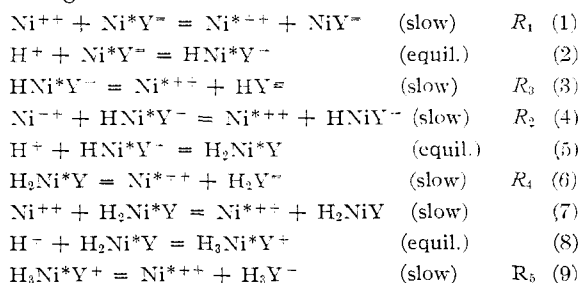 Ni⁺⁺ + Ni*Y⁼ = Ni*⁺⁺ + NiY⁼ (slow) R₁ (1)
H⁺ + Ni*Y⁼ = HNi*Y⁻ (equil.) (2)
HNi*Y⁻ = Ni*⁺⁺ + HY≡ (slow) R₃ (3)
Ni⁺⁺ + HNi*Y⁻ = Ni*⁺⁺ + HNiY⁻ (slow) R₂ (4)
H⁺ + HNi*Y⁻ = H₂Ni*Y (equil.) (5)
H₂Ni*Y = Ni*⁺⁺ + H₂Y⁼ (slow) R₄ (6)
Ni⁺⁺ + H₂Ni*Y = Ni*⁺⁺ + H₂NiY (slow) (7)
H⁺ + H₂Ni*Y = H₃Ni*Y⁺ (equil.) (8)
H₃Ni*Y⁺ = Ni*⁺⁺ + H₃Y⁻ (slow) R₅ (9)